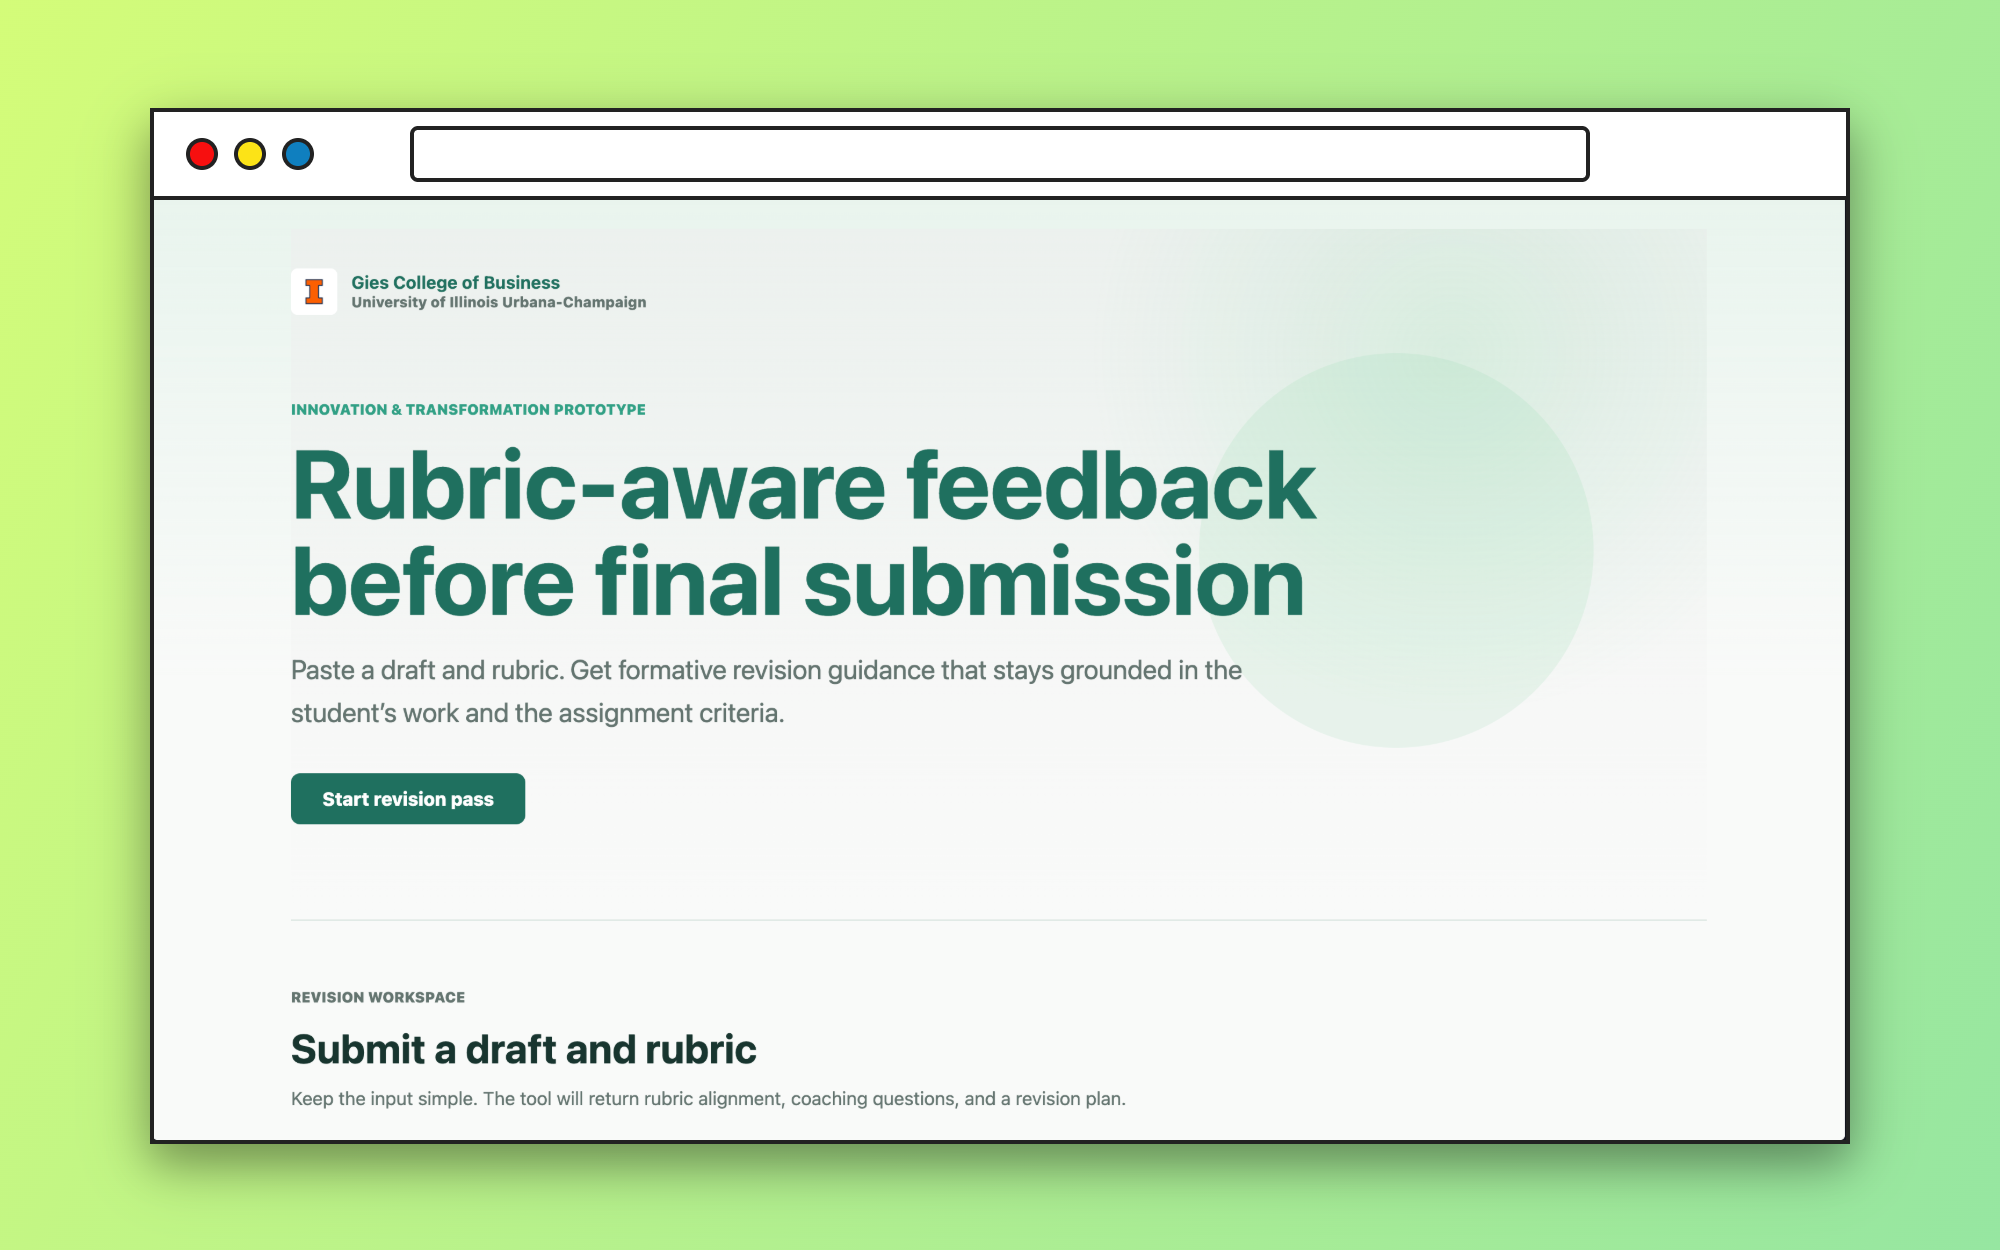 I
Gies College of Business
University of Illinois Urbana-Champaign
INNOVATION & TRANSFORMATION PROTOTYPE
Rubric-aware feedback
before final submission
Paste a draft and rubric. Get formative revision guidance that stays grounded in the
student’s work and the assignment criteria.
Start revision pass
REVISION WORKSPACE
Submit a draft and rubric
Keep the input simple. The tool will return rubric alignment, coaching questions, and a revision plan.